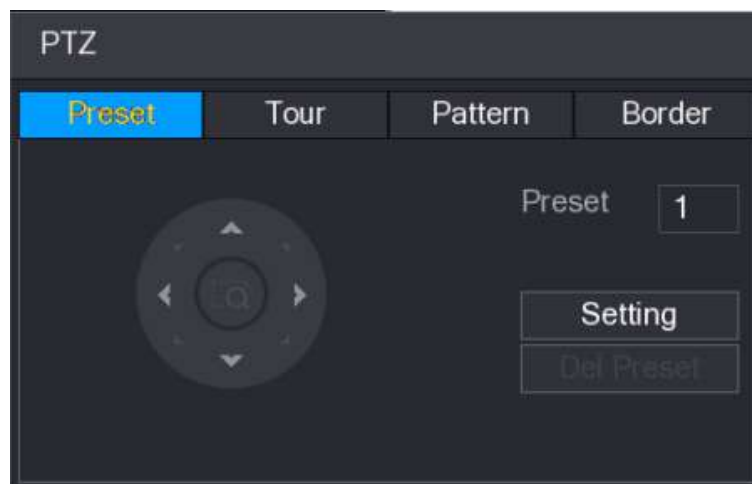 PTZ
Preset Tour Pattern Border
Preset 1
Setting
Del Preset